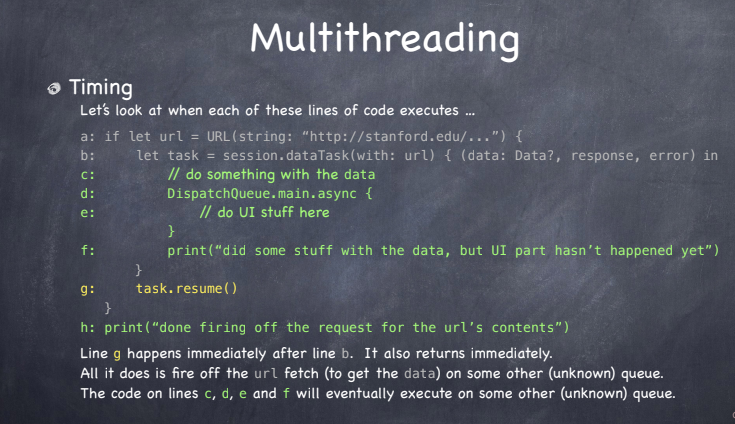 Multithreading
Timing
Let's look at when each of these lines of code executes ...
a: if let url = URL(string: “http://stanford.edu/...”) {
b: let task = session.dataTask(with: url) { (data: Data?, response, error) in
c: // do something with the data
d: DispatchQueue.main.async {
e: // do UI stuff here
}
f: print(“did some stuff with the data, but UI part hasn’t happened yet”)
}
g: task.resume()
}
h: print(“done firing off the request for the url's contents”)
Line g happens immediately after line b. It also returns immediately.
All it does is fire off the url fetch (to get the data) on some other (unknown) queue.
The code on lines c, d, e and f will eventually execute on some other (unknown) queue.